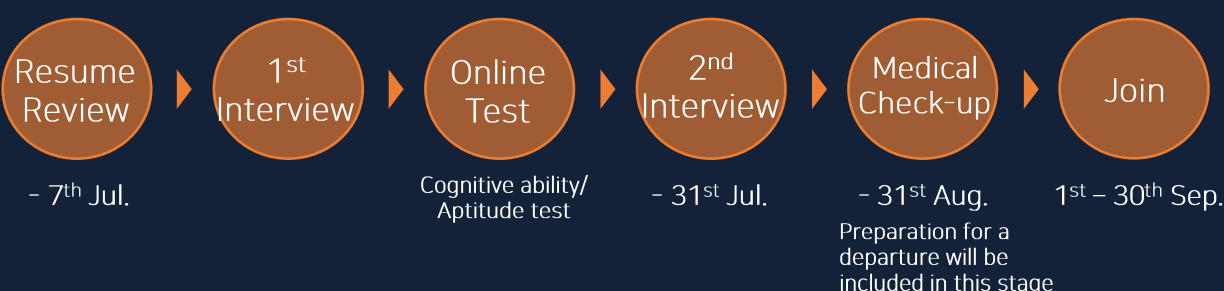 Resume
Review
1st
Interview
Online
Test
2nd
Interview
Medical
Check-up
Join
- 7th Jul.
Cognitive ability/
Aptitude test
- 31st Jul.
- 31st Aug.
Preparation for a
departure will be
included in this stage
1st – 30th Sep.